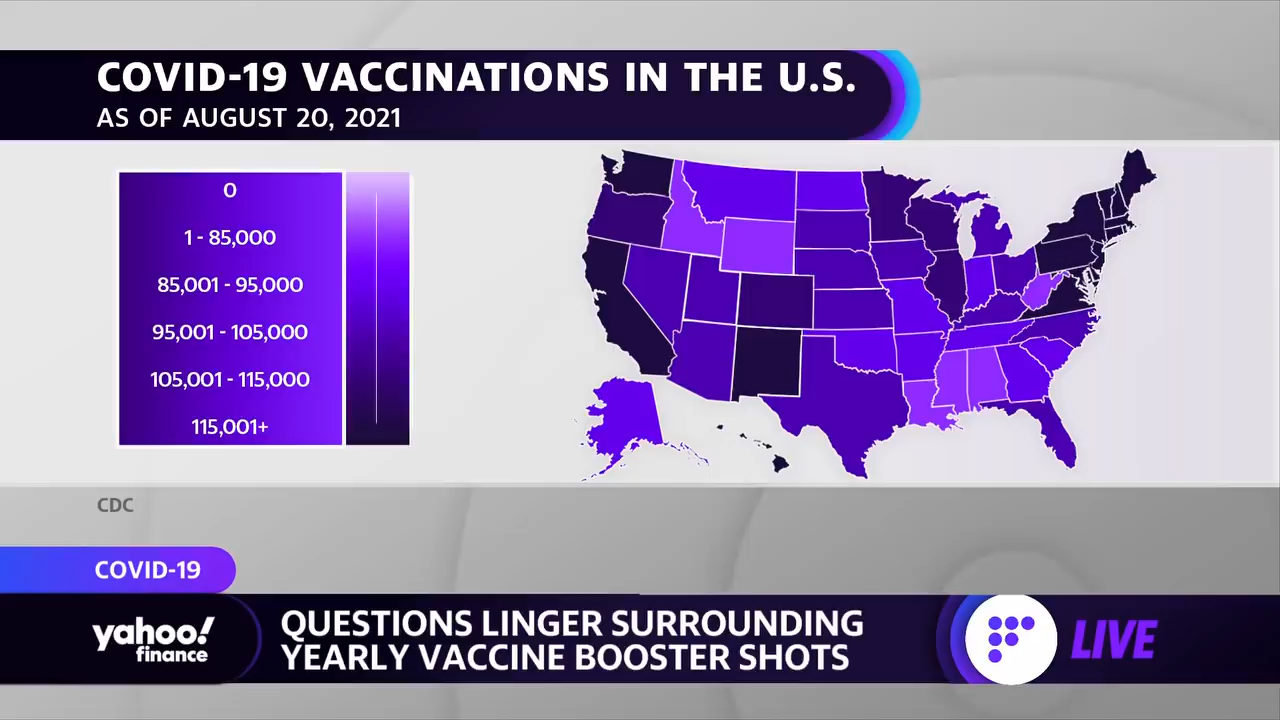 COVID-19 VACCINATIONS IN THE U.S.
AS OF AUGUST 20, 2021
0
1 - 85,000
85,001 - 95,000
95,001 - 105,000
105,001 - 115,000
115,001+
CDC
COVID-19
yahoo!
finance
QUESTIONS LINGER SURROUNDING
YEARLY VACCINE BOOSTER SHOTS
LIVE